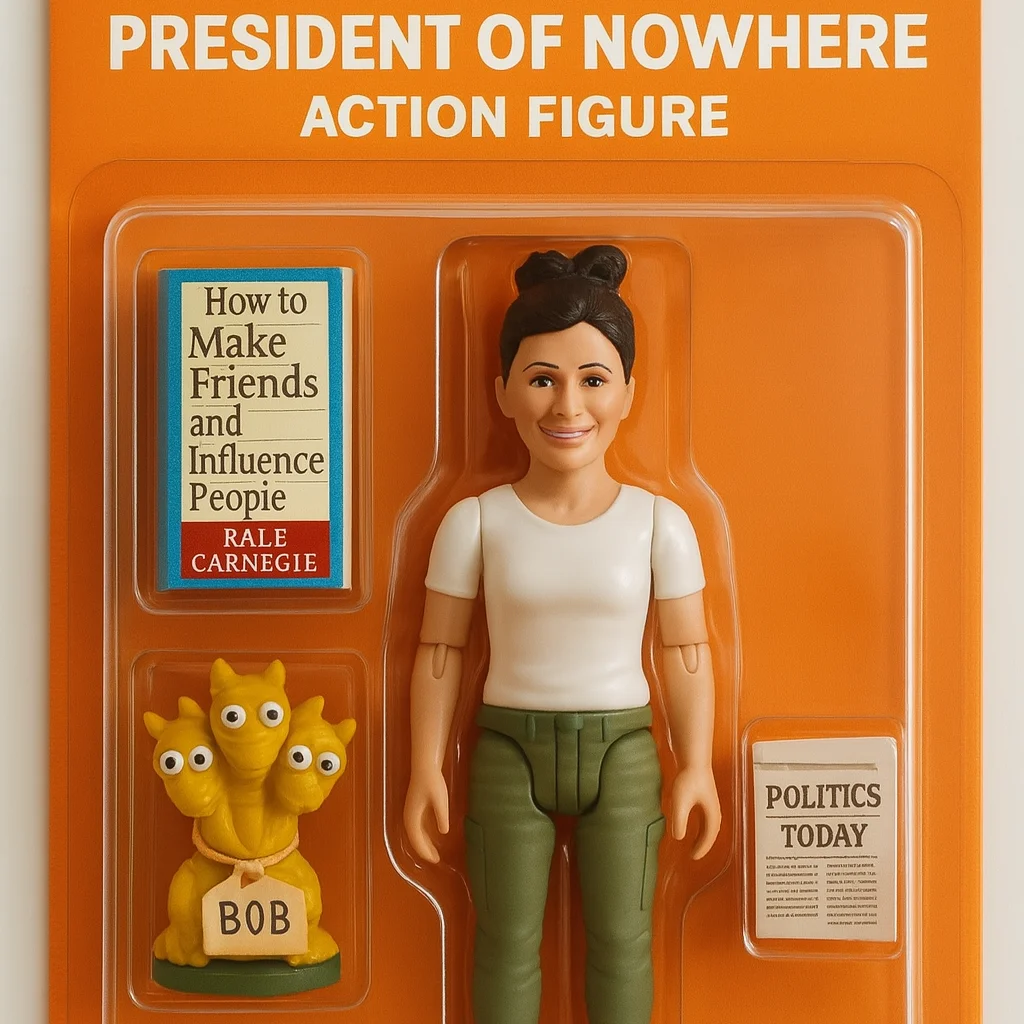 PRESIDENT OF NOWHERE
ACTION FIGURE
How to
Make
Friends
and
Influence
Peopie
RALE
CARNEGIE
BOB
POLITICS
TODAY